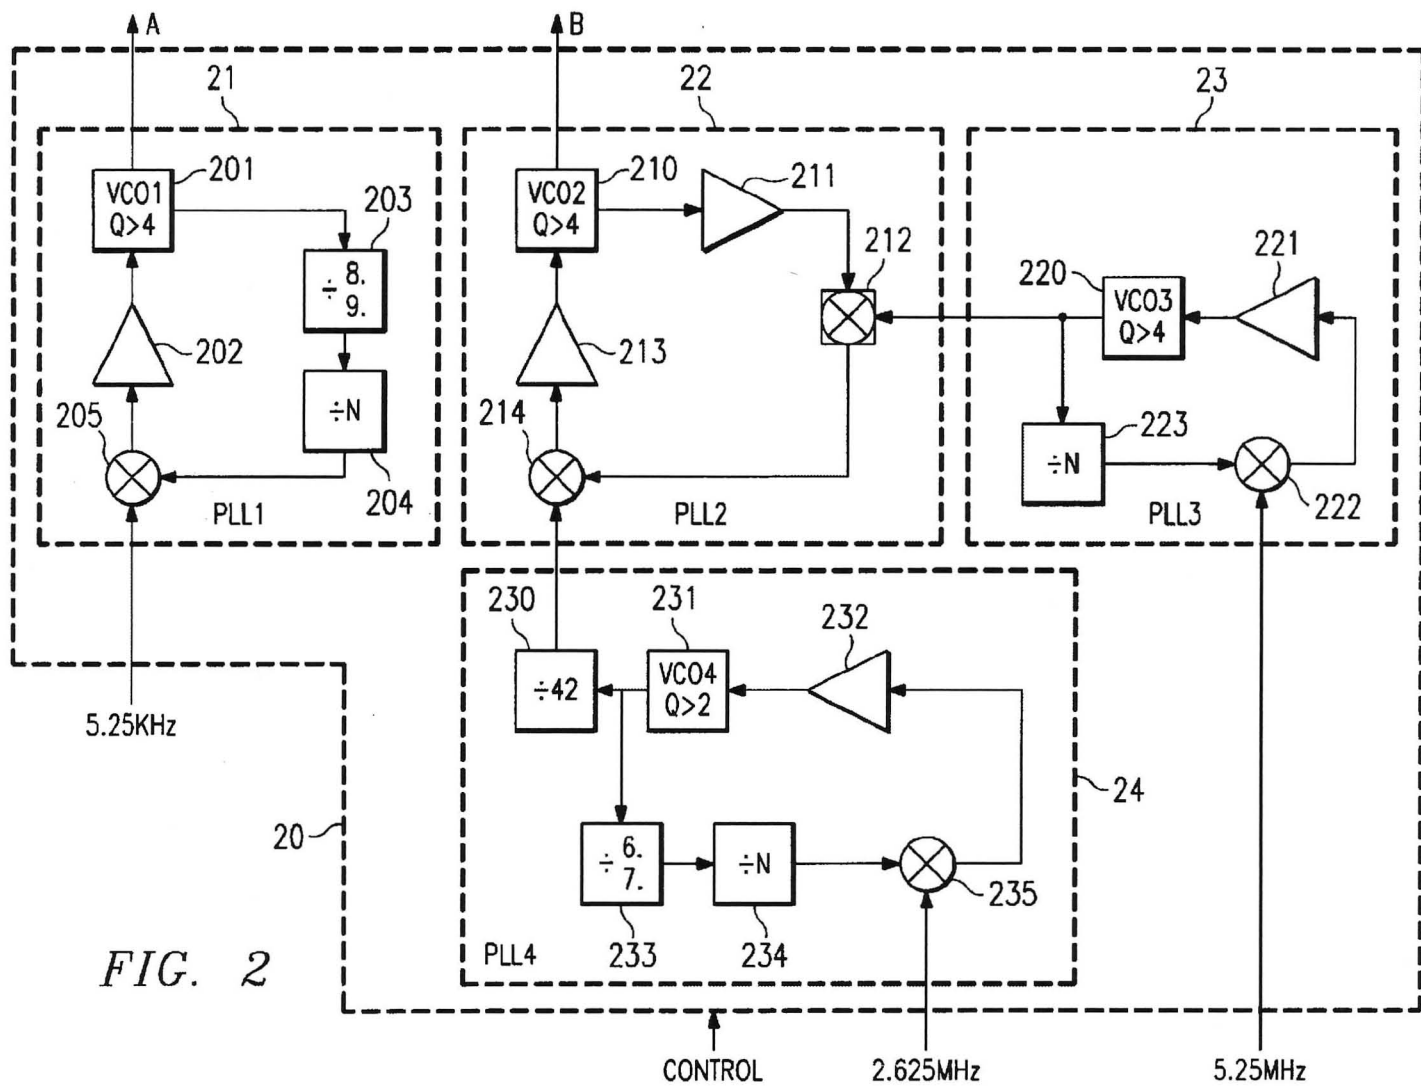 A
B
21
22
23
201
VCO1
Q>4
203
÷ 8.
9.
202
÷N
205
204
PLL1
210
VCO2
Q>4
211
212
213
214
PLL2
220
VCO3
Q>4
221
223
÷N
222
PLL3
5.25KHz
230
÷42
231
VCO4
Q>2
232
24
20
÷ 6.
7.
÷N
235
233
234
PLL4
FIG. 2
CONTROL
2.625MHz
5.25MHz